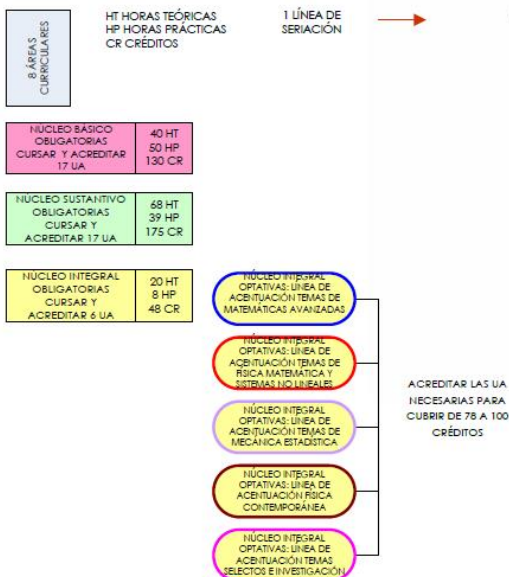 8 ÁREAS
CURRICULARES
HT HORAS TEÓRICAS
HP HORAS PRÁCTICAS
CR CRÉDITOS
1 LÍNEA DE
SERIACIÓN
NÚCLEO BÁSICO
OBLIGATORIAS
CURSAR Y ACREDITAR
17 UA
40 HT
50 HP
130 CR
NÚCLEO SUSTANTIVO
OBLIGATORIAS
CURSAR Y
ACREDITAR 17 UA
68 HT
39 HP
175 CR
NÚCLEO INTEGRAL
OBLIGATORIAS
CURSAR Y
ACREDITAR 6 UA
20 HT
8 HP
48 CR
NÚCLEO INTEGRAL
OPTATIVAS: LÍNEA DE
ACENTUACIÓN TEMAS DE
MATEMÁTICAS AVANZADAS
NÚCLEO INTEGRAL
OPTATIVAS: LÍNEA DE
ACENTUACIÓN TEMAS DE
FÍSICA MATEMÁTICA Y
SISTEMAS NO LINEALES
NÚCLEO INTEGRAL
OPTATIVAS: LÍNEA DE
ACENTUACIÓN TEMAS DE
MECÁNICA ESTADÍSTICA
NÚCLEO INTEGRAL
OPTATIVAS: LÍNEA DE
ACENTUACIÓN FÍSICA
CONTEMPORÁNEA
NÚCLEO INTEGRAL
OPTATIVAS: LÍNEA DE
ACENTUACIÓN TEMAS
SELECTOS E INVESTIGACIÓN
ACREDITAR LAS UA
NECESARIAS PARA
CUBRIR DE 78 A 100
CRÉDITOS